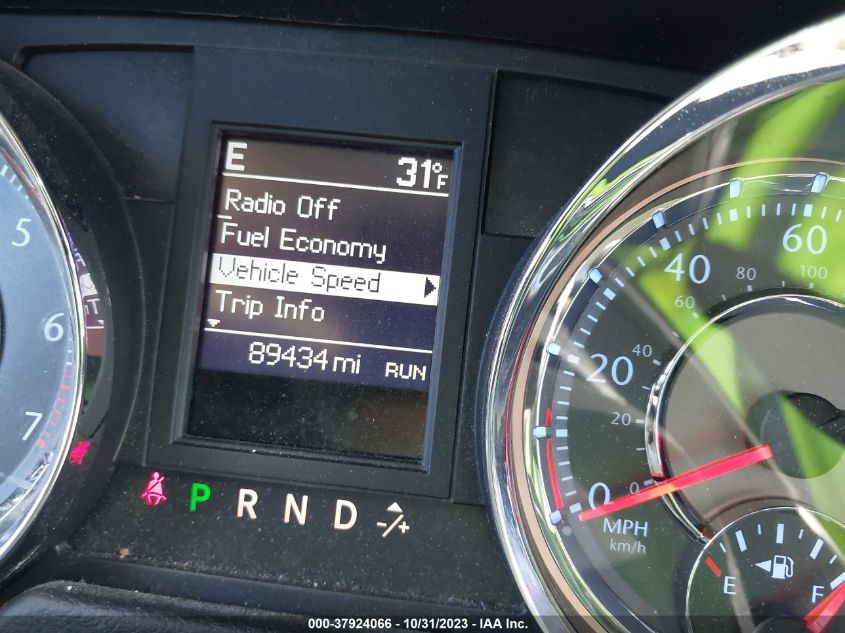 E 31°F
Radio Off
Fuel Economy
Vehicle Speed
Trip Info
89434 mi RUN
P R N D -/+
5
6
7
0 20 40 60
0 20 40 60 80 100
MPH
km/h
E F
000-37924066 - 10/31/2023 - IAA Inc.